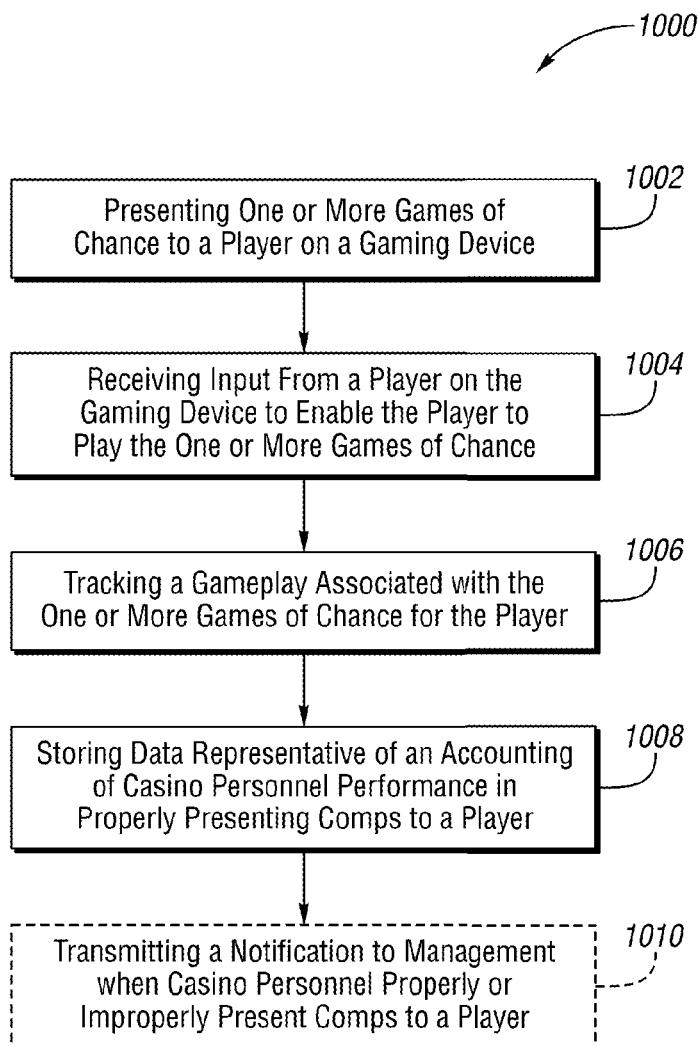 1000
1002
Presenting One or More Games of
Chance to a Player on a Gaming Device
1004
Receiving Input From a Player on the
Gaming Device to Enable the Player to
Play the One or More Games of Chance
1006
Tracking a Gameplay Associated with the
One or More Games of Chance for the Player
1008
Storing Data Representative of an Accounting
of Casino Personnel Performance in
Properly Presenting Comps to a Player
1010
Transmitting a Notification to Management
when Casino Personnel Properly or
Improperly Present Comps to a Player